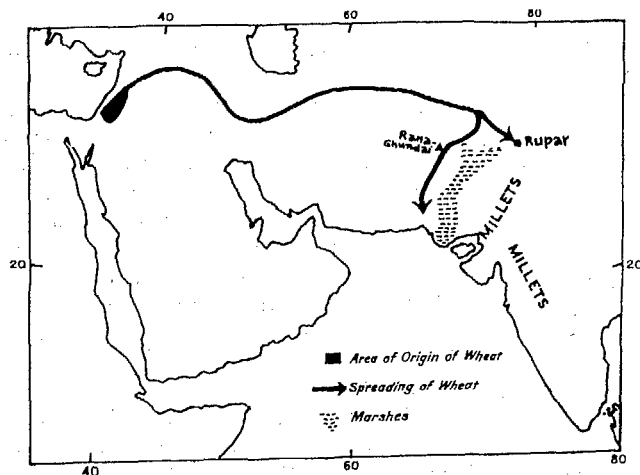 40
60
80
Rana-
Ghundai
Rupar
MILLETS
MILLETS
20
20
Area of Origin of Wheat
Spreading of Wheat
Marshes
40
60
80